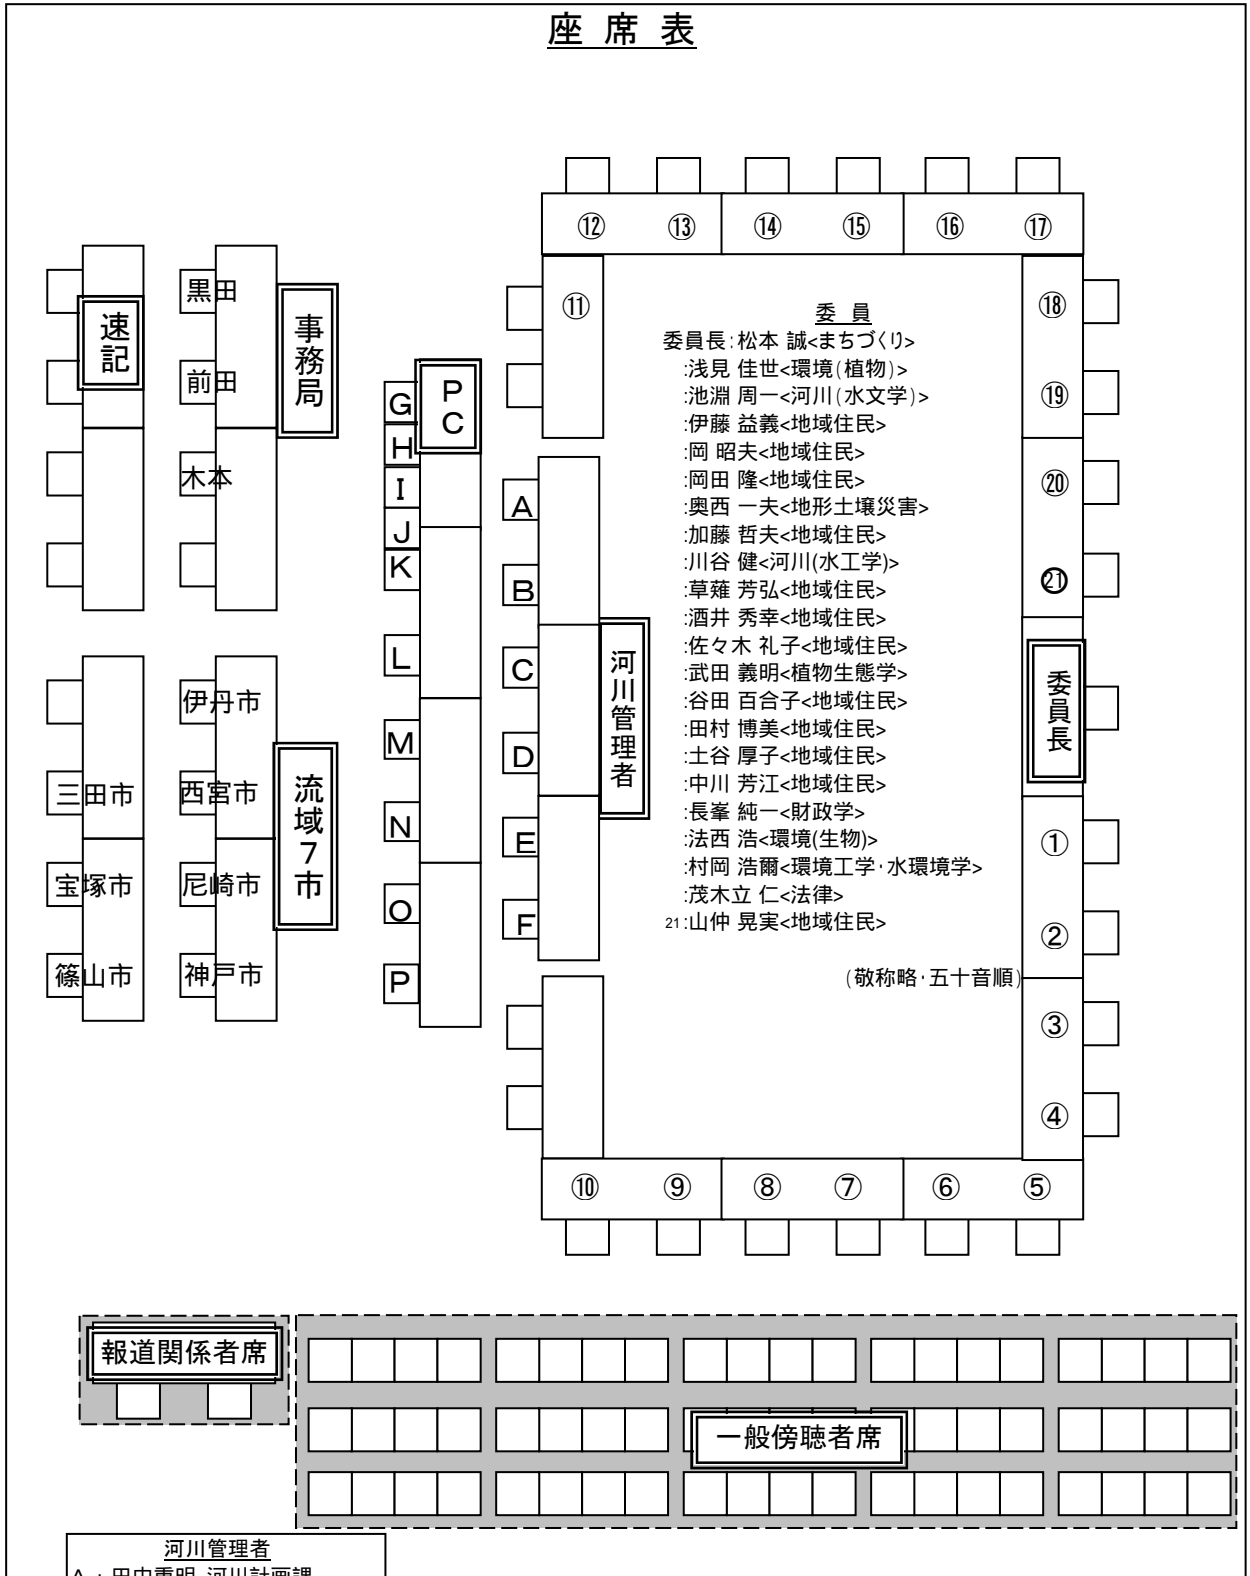 座 席 表
⑫ ⑬ ⑭ ⑮ ⑯ ⑰
⑪
⑱
⑲
⑳
㉑
委員長
①
②
③
④
⑩ ⑨ ⑧ ⑦ ⑥ ⑤
委 員
委員長:松本 誠<まちづくり>
:浅見 佳世<環境(植物)>
:池淵 周一<河川(水文学)>
:伊藤 益義<地域住民>
:岡 昭夫<地域住民>
:岡田 隆<地域住民>
:奥西 一夫<地形土壌災害>
:加藤 哲夫<地域住民>
:川谷 健<河川(水工学)>
:草薙 芳弘<地域住民>
:酒井 秀幸<地域住民>
:佐々木 礼子<地域住民>
:武田 義明<植物生態学>
:谷田 百合子<地域住民>
:田村 博美<地域住民>
:土谷 厚子<地域住民>
:中川 芳江<地域住民>
:長峯 純一<財政学>
:法西 浩<環境(生物)>
:村岡 浩爾<環境工学・水環境学>
:茂木立 仁<法律>
21:山仲 晃実<地域住民>
(敬称略・五十音順)
速記
黒田
前田
木本
事務局
PC
G
H
I
J
K
L
M
N
O
P
A
B
C
D
E
F
河川管理者
伊丹市
三田市 西宮市
宝塚市 尼崎市
篠山市 神戸市
流域7市
報道関係者席
一般傍聴者席
河川管理者
A : 田中重明 河川計画課